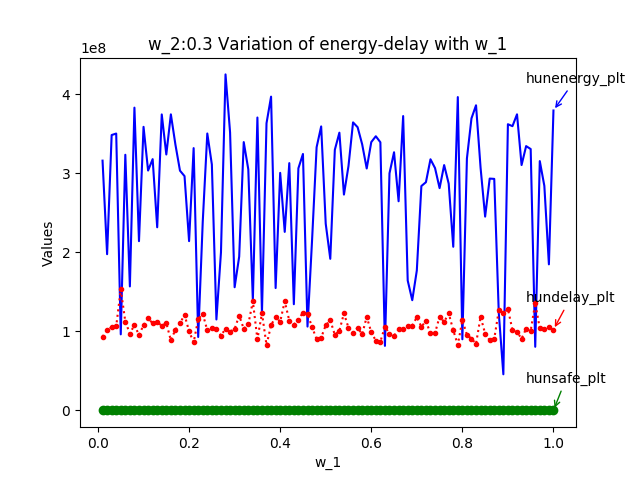 w_2:0.3 Variation of energy-delay with w_1
1e8
hunenergy_plt
4
3
2
1
0
Values
hundelay_plt
hunsafe_plt
0.0 0.2 0.4 0.6 0.8 1.0
w_1